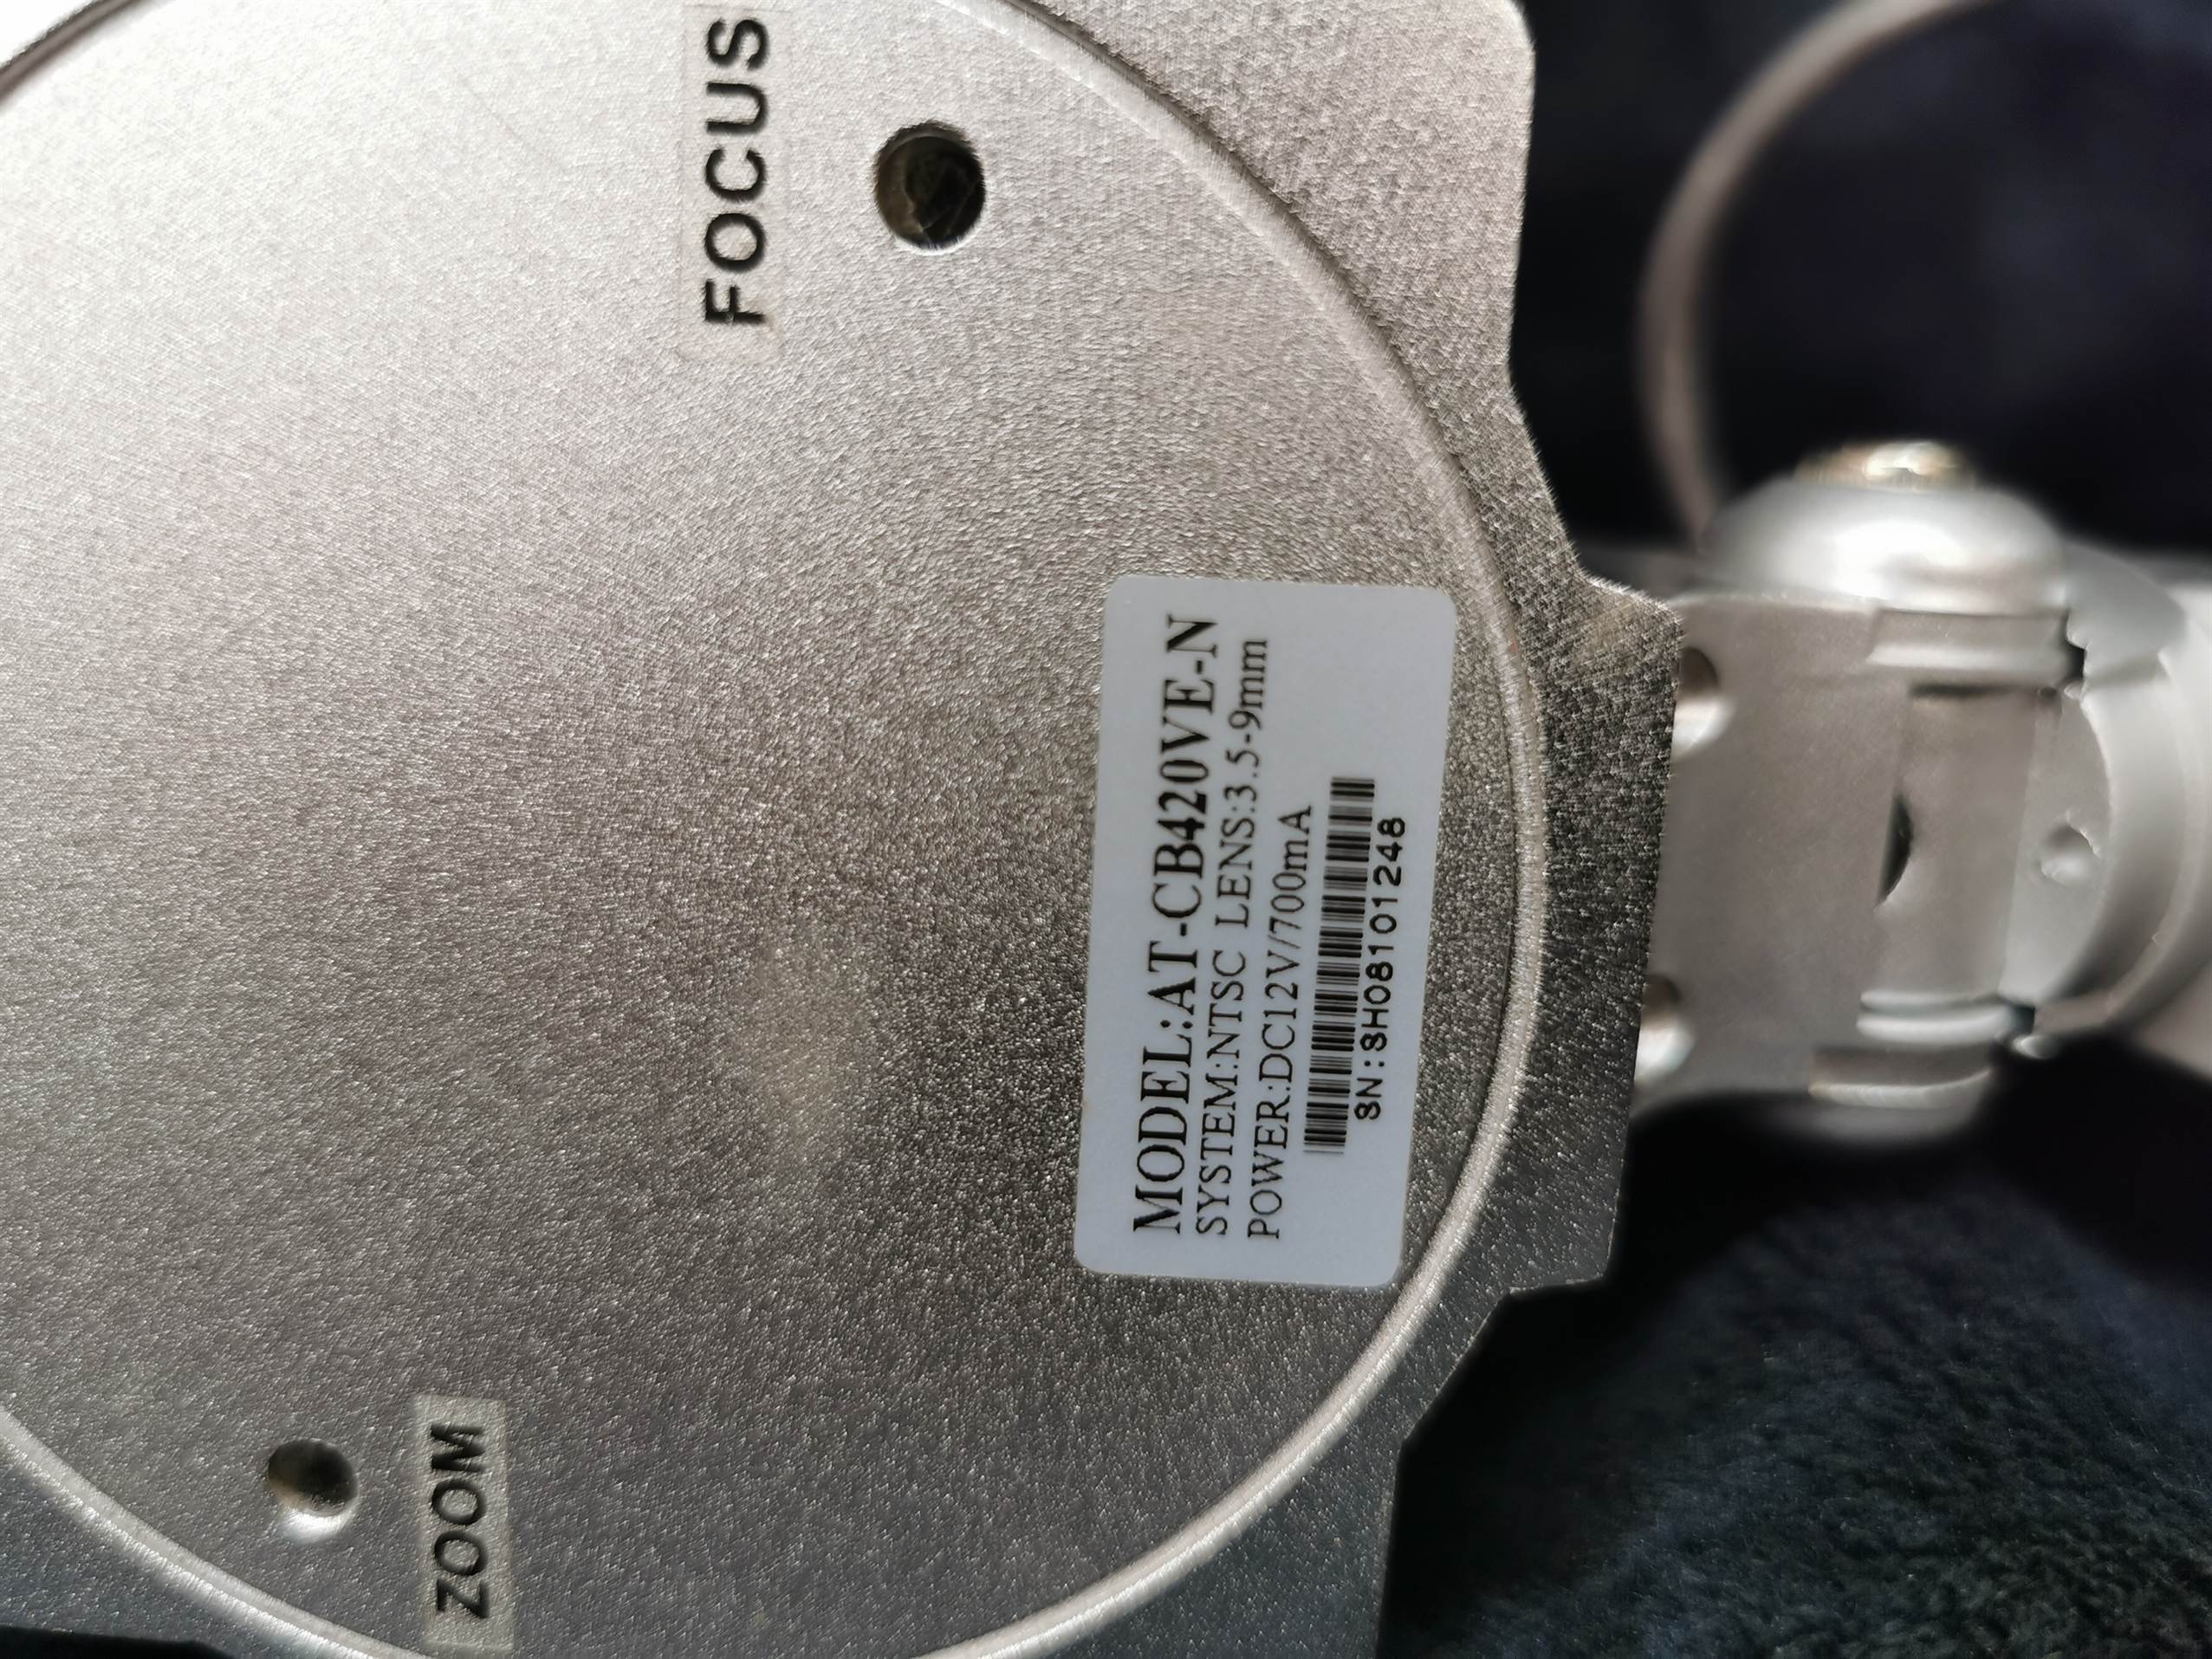 FOCUS
MODEL:AT-CB420VE-N
SYSTEM:NTSC LENS:3.5-9mm
POWER:DC12V/700mA
SN:SH08101248
ZOOM